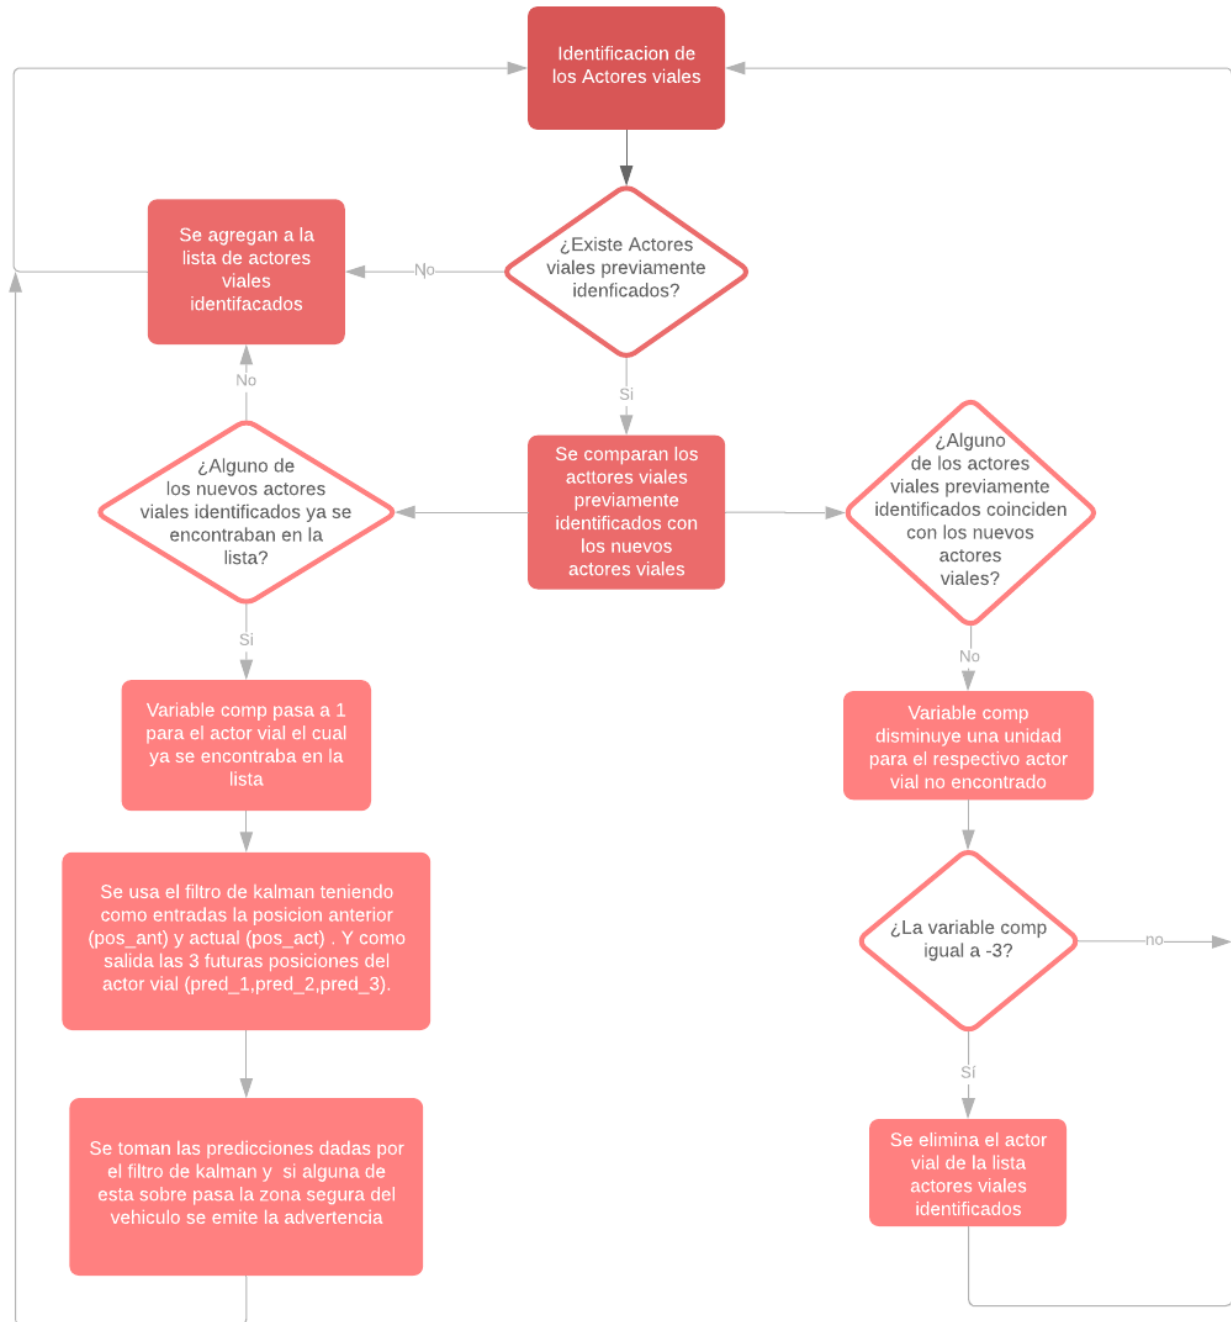 Identificacion de
los Actores viales
¿Existe Actores
viales previamente
idenficados?
No
Se agregan a la
lista de actores
viales
identifacados
No
Si
¿Alguno de
los nuevos actores
viales identificados ya se
encontraban en la
lista?
Se comparan los
acttores viales
previamente
identificados con
los nuevos
actores viales
¿Alguno
de los actores
viales previamente
identificados coinciden
con los nuevos
actores
viales?
Si
No
Variable comp pasa a 1
para el actor vial el cual
ya se encontraba en la
lista
Variable comp
disminuye una unidad
para el respectivo actor
vial no encontrado
Se usa el filtro de kalman teniendo
como entradas la posicion anterior
(pos_ant) y actual (pos_act) . Y como
salida las 3 futuras posiciones del
actor vial (pred_1,pred_2,pred_3).
¿La variable comp
igual a -3?
no
Sí
Se toman las predicciones dadas por
el filtro de kalman y  si alguna de
esta sobre pasa la zona segura del
vehiculo se emite la advertencia
Se elimina el actor
vial de la lista
actores viales
identificados